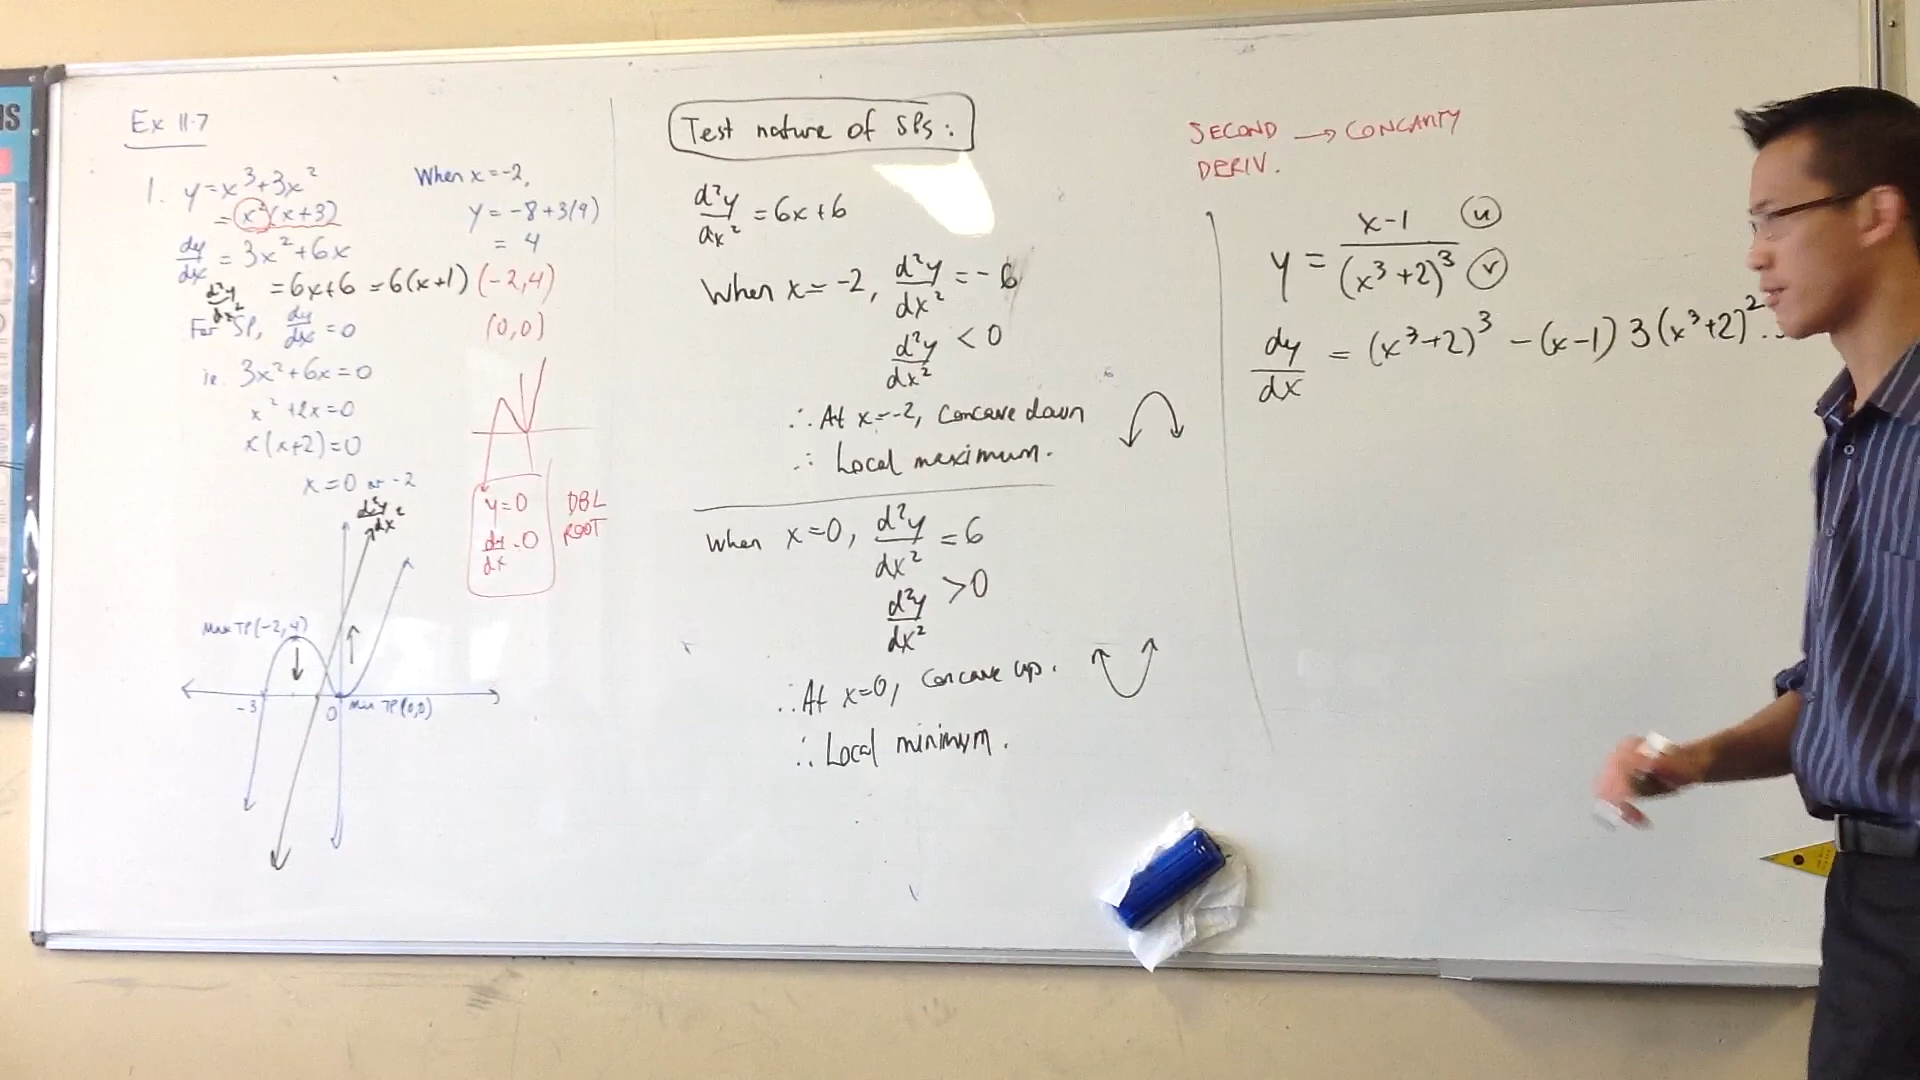 Ex 11.7
1. y=x³+3x²
=x²(x+3)
dy/dx = 3x²+6x
d²y/dx² =6x+6 =6(x+1)
For SP, dy/dx =0
ie. 3x²+6x=0
x²+2x=0
x(x+2)=0
x=0 or -2
When x=-2,
y=-8+3(4)
= 4
(-2,4)
(0,0)
y=0
dy/dx =0
DBL
ROOT
d²y/dx²
Max TP(-2,4)
-3
0
Min TP(0,0)
Test nature of SPs:
d²y/dx² =6x+6
When x=-2, d²y/dx² =-6
d²y/dx² <0
∴ At x=-2, concave down
∴ Local maximum.
When x=0, d²y/dx² =6
d²y/dx² >0
∴ At x=0, concave up.
∴ Local minimum.
SECOND → CONCAVITY
DERIV.
y= x-1/(x³+2)³
u
v
dy/dx = (x³+2)³ -(x-1) 3(x³+2)².